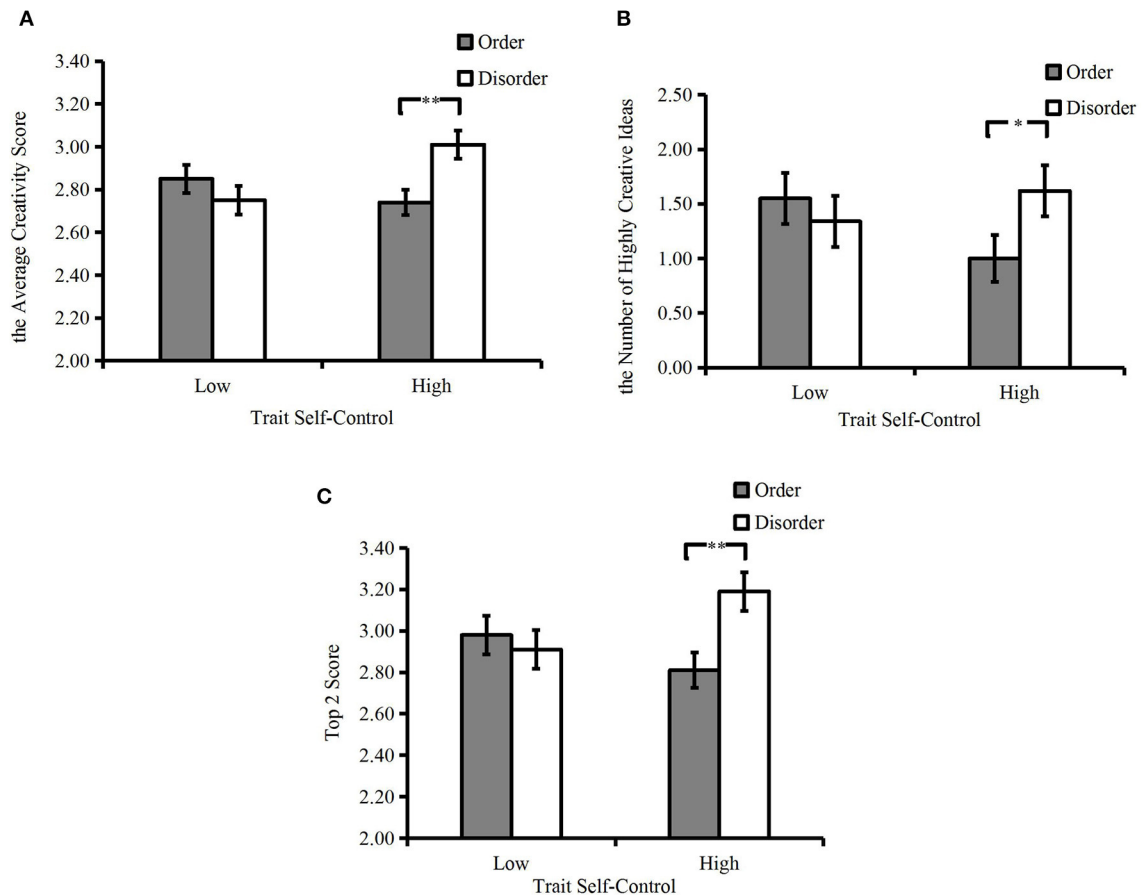 A
Order
Disorder
3.40
3.20
3.00
2.80
2.60
2.40
2.20
2.00
**
the Average Creativity Score
Low
High
Trait Self-Control
B
Order
Disorder
2.50
2.00
1.50
1.00
0.50
0.00
*
the Number of Highly Creative Ideas
Low
High
Trait Self-Control
C
Order
Disorder
3.40
3.20
3.00
2.80
2.60
2.40
2.20
2.00
**
Top 2 Score
Low
High
Trait Self-Control